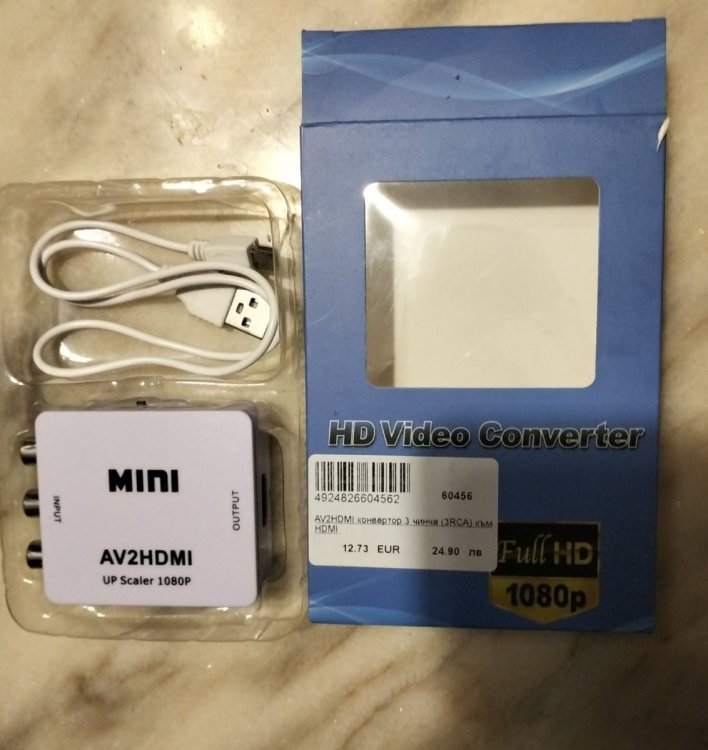 HD Video Converter
4924826604562 60456
AV2HDMI конвертор 3 чинча (3RCA) към
HDMI
12.73 EUR 24.90 лв
Full HD
1080p
MINI
INPUT
OUTPUT
AV2HDMI
UP Scaler 1080P